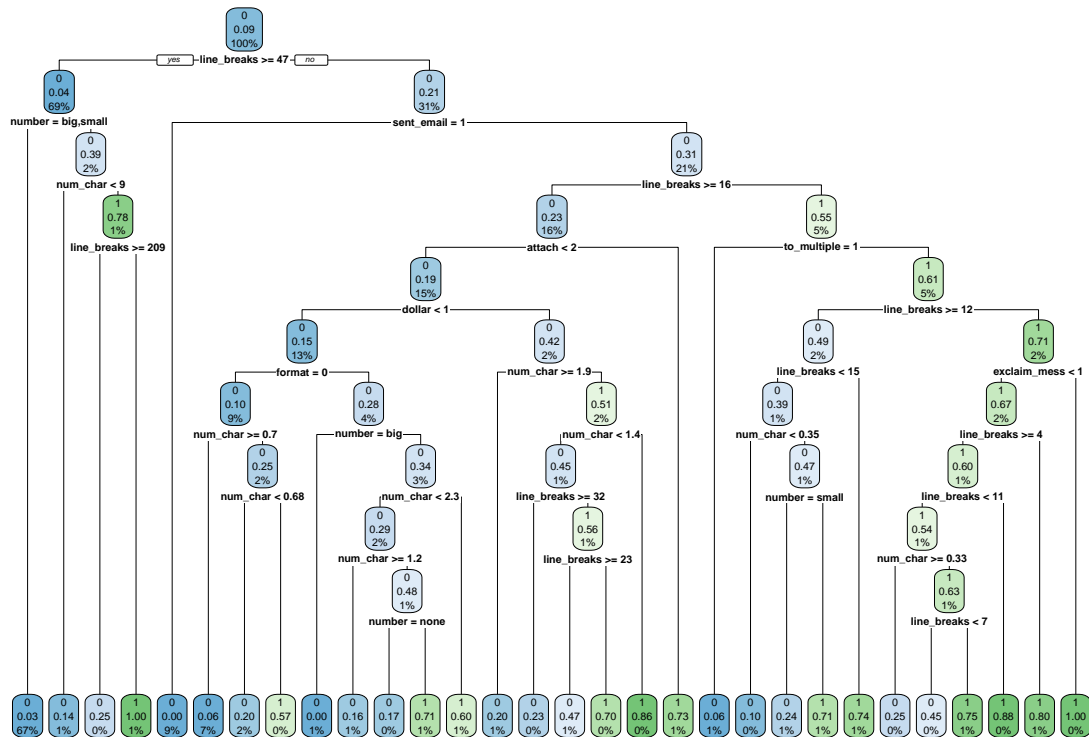 0
0.09
100%
yes line_breaks >= 47 no
0 0
0.04 0.21
69% 31%
number = big,small sent_email = 1
0 0
0.39 0.31
2% 21%
num_char < 9 line_breaks >= 16
1 0 1
0.78 0.23 0.55
1% 16% 5%
line_breaks >= 209 attach < 2 to_multiple = 1
0 1
0.19 0.61
15% 5%
dollar < 1 line_breaks >= 12
0 0 0 1
0.15 0.42 0.49 0.71
13% 2% 2% 2%
format = 0 num_char >= 1.9 line_breaks < 15 exclaim_mess < 1
0 0 1 0 1
0.10 0.28 0.51 0.39 0.67
9% 4% 2% 1% 2%
num_char >= 0.7 number = big num_char < 1.4 num_char < 0.35 line_breaks >= 4
0 0 0 0 1
0.25 0.34 0.45 0.47 0.60
2% 3% 1% 1% 1%
num_char < 0.68 num_char < 2.3 line_breaks >= 32 number = small line_breaks < 11
0 1 1
0.29 0.56 0.54
2% 1% 1%
num_char >= 1.2 line_breaks >= 23 num_char >= 0.33
0 1
0.48 0.63
1% 1%
number = none line_breaks < 7
0 0 0 1 0 0 0 1 0 0 0 1 1 0 0 0 1 1 1 0 0 0 1 1 0 0 1 1 1 1
0.03 0.14 0.25 1.00 0.00 0.06 0.20 0.57 0.00 0.16 0.17 0.71 0.60 0.20 0.23 0.47 0.70 0.86 0.73 0.06 0.10 0.24 0.71 0.74 0.25 0.45 0.75 0.88 0.80 1.00
67% 1% 0% 1% 9% 7% 2% 0% 1% 1% 0% 1% 1% 1% 0% 1% 0% 0% 1% 1% 0% 1% 1% 1% 0% 0% 1% 0% 1% 0%